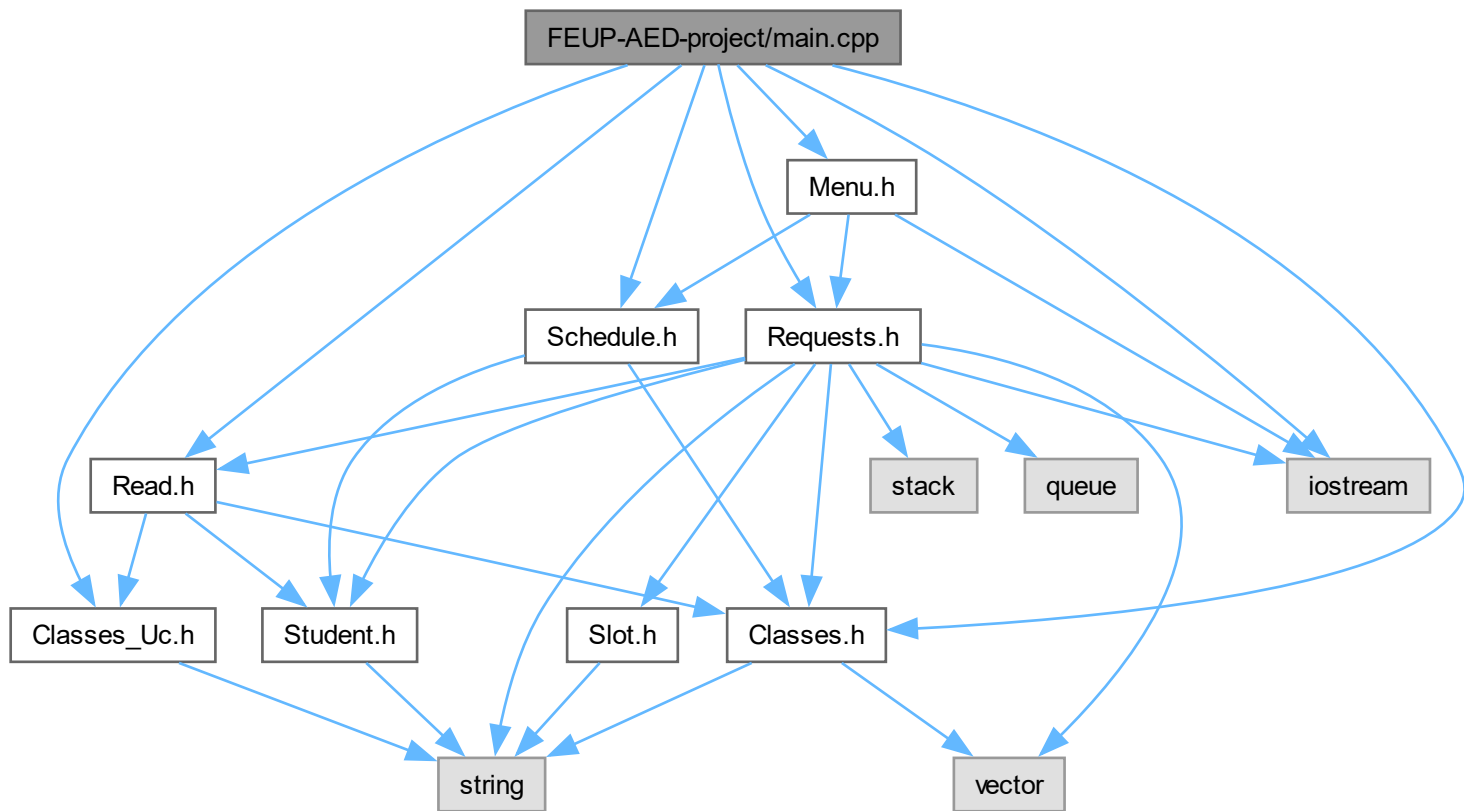 FEUP-AED-project/main.cpp
Menu.h
Schedule.h
Requests.h
Read.h
stack
queue
iostream
Classes_Uc.h
Student.h
Slot.h
Classes.h
string
vector